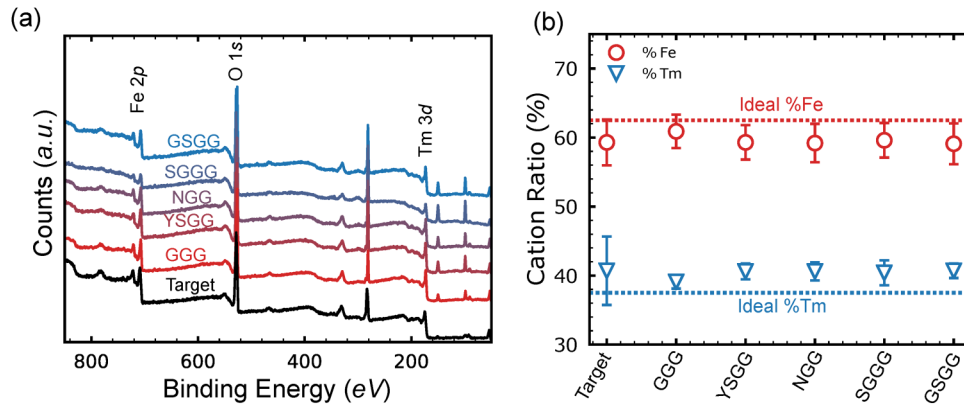 (a)
Fe 2p
O 1s
Tm 3d
GSGG
SGGG
NGG
YSGG
GGG
Target
Counts (a.u.)
800 600 400 200
Binding Energy (eV)
(b)
% Fe
% Tm
Ideal %Fe
Ideal %Tm
Cation Ratio (%)
70
60
50
40
30
Target GGG YSGG NGG SGGG GSGG